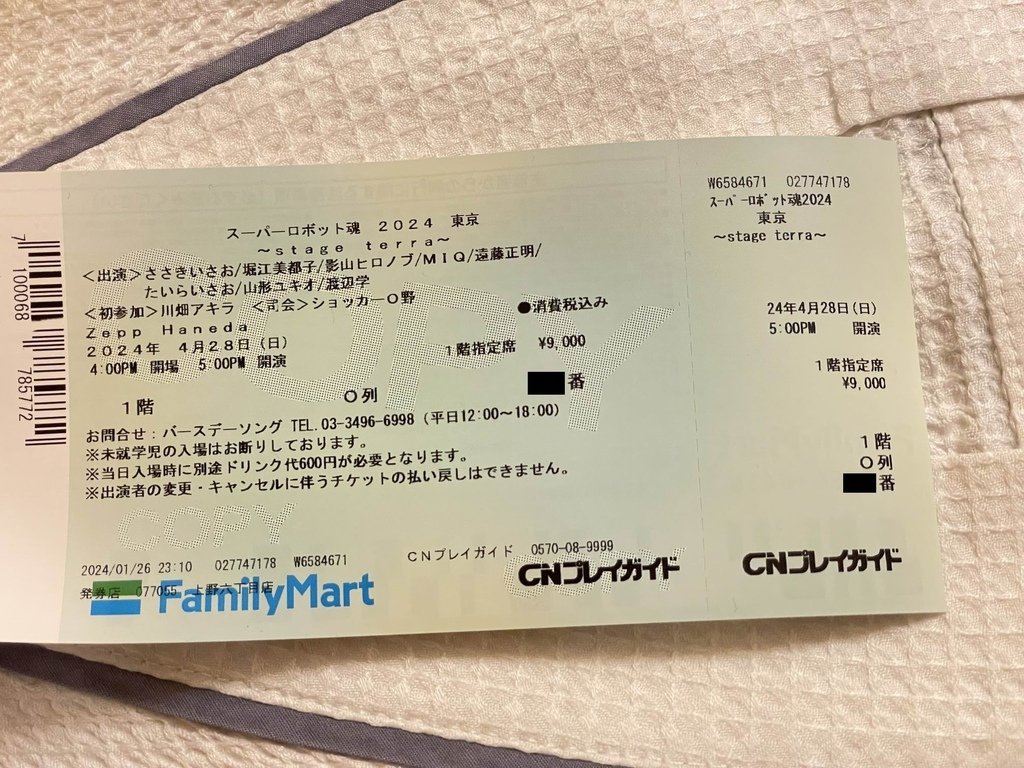 スーパーロボット魂 2024 東京
～stage terra～
＜出演＞ささきいさお/堀江美都子/影山ヒロノブ/MIQ/遠藤正明/
たいらいさお/山形ユキオ/渡辺学
＜初参加＞川畑アキラ ＜司会＞ショッカーO野
●消費税込み
Zepp Haneda
2024年 4月28日(日)
4:00PM 開場 5:00PM 開演
1階指定席 ¥9,000
1階 O列 番
お問合せ：バースデーソング TEL.03-3496-6998 (平日12:00～18:00)
※未就学児の入場はお断りしております。
※当日入場時に別途ドリンク代600円が必要となります。
※出演者の変更・キャンセルに伴うチケットの払い戻しはできません。
COPY
COPY
2024/01/26 23:10 027747178 W6584671
発券店 077055 上野六丁目店
FamilyMart
CNプレイガイド 0570-08-9999
CNプレイガイド
W6584671 027747178
スーパーロボット魂2024
東京
～stage terra～
24年4月28日(日)
5:00PM 開演
1階指定席
¥9,000
1階
O列
番
CNプレイガイド
7 100068 785772